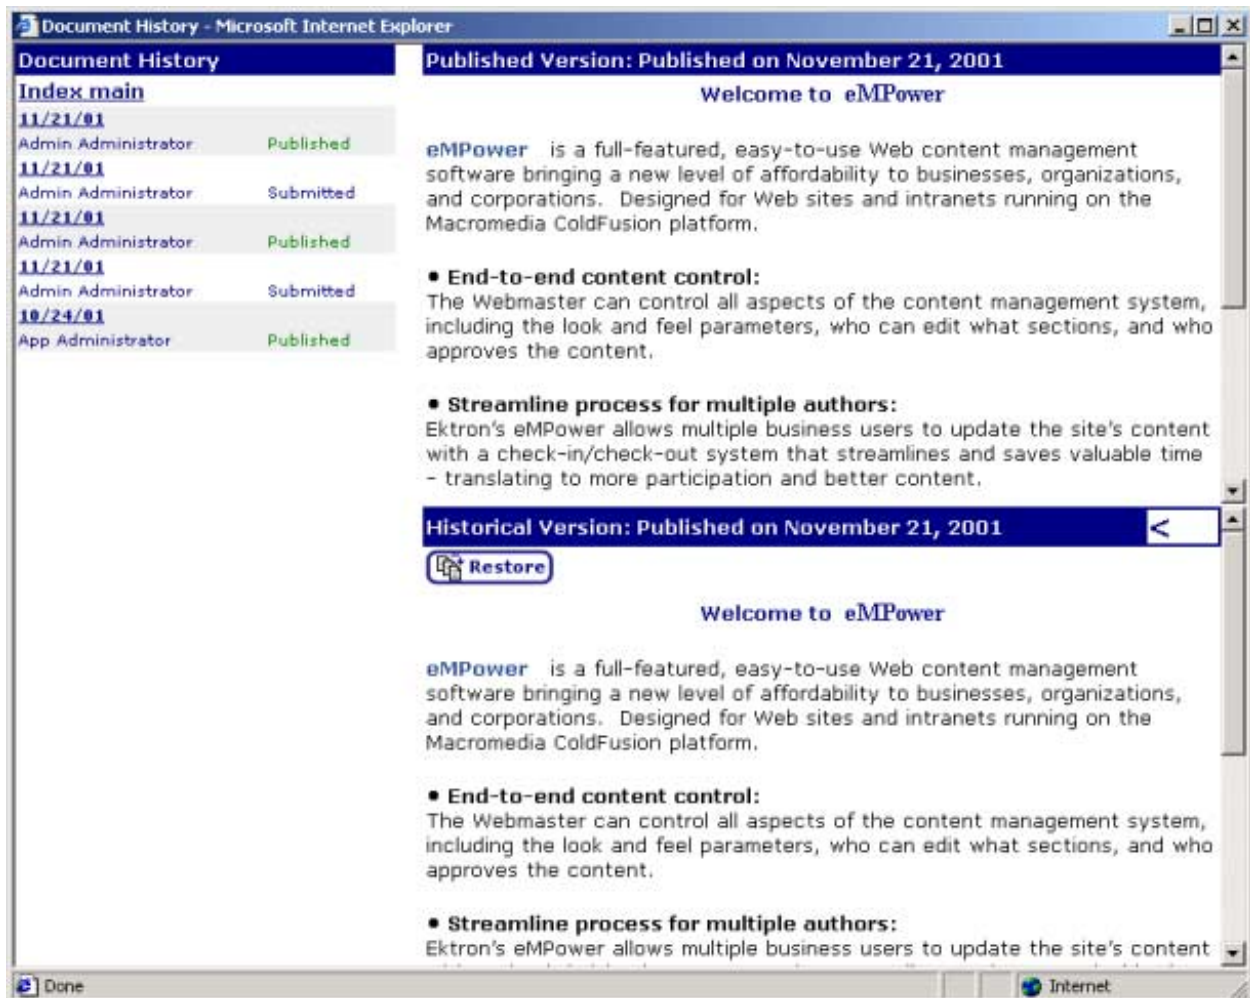 Document History - Microsoft Internet Explorer
Document History
Index main
11/21/01
Admin Administrator Published
11/21/01
Admin Administrator Submitted
11/21/01
Admin Administrator Published
11/21/01
Admin Administrator Submitted
10/24/01
App Administrator Published
Published Version: Published on November 21, 2001
Welcome to eMPower
eMPower is a full-featured, easy-to-use Web content management
software bringing a new level of affordability to businesses, organizations,
and corporations. Designed for Web sites and intranets running on the
Macromedia ColdFusion platform.
• End-to-end content control:
The Webmaster can control all aspects of the content management system,
including the look and feel parameters, who can edit what sections, and who
approves the content.
• Streamline process for multiple authors:
Ektron's eMPower allows multiple business users to update the site's content
with a check-in/check-out system that streamlines and saves valuable time
- translating to more participation and better content.
Historical Version: Published on November 21, 2001 <
Restore
Welcome to eMPower
eMPower is a full-featured, easy-to-use Web content management
software bringing a new level of affordability to businesses, organizations,
and corporations. Designed for Web sites and intranets running on the
Macromedia ColdFusion platform.
• End-to-end content control:
The Webmaster can control all aspects of the content management system,
including the look and feel parameters, who can edit what sections, and who
approves the content.
• Streamline process for multiple authors:
Ektron's eMPower allows multiple business users to update the site's content
Done Internet